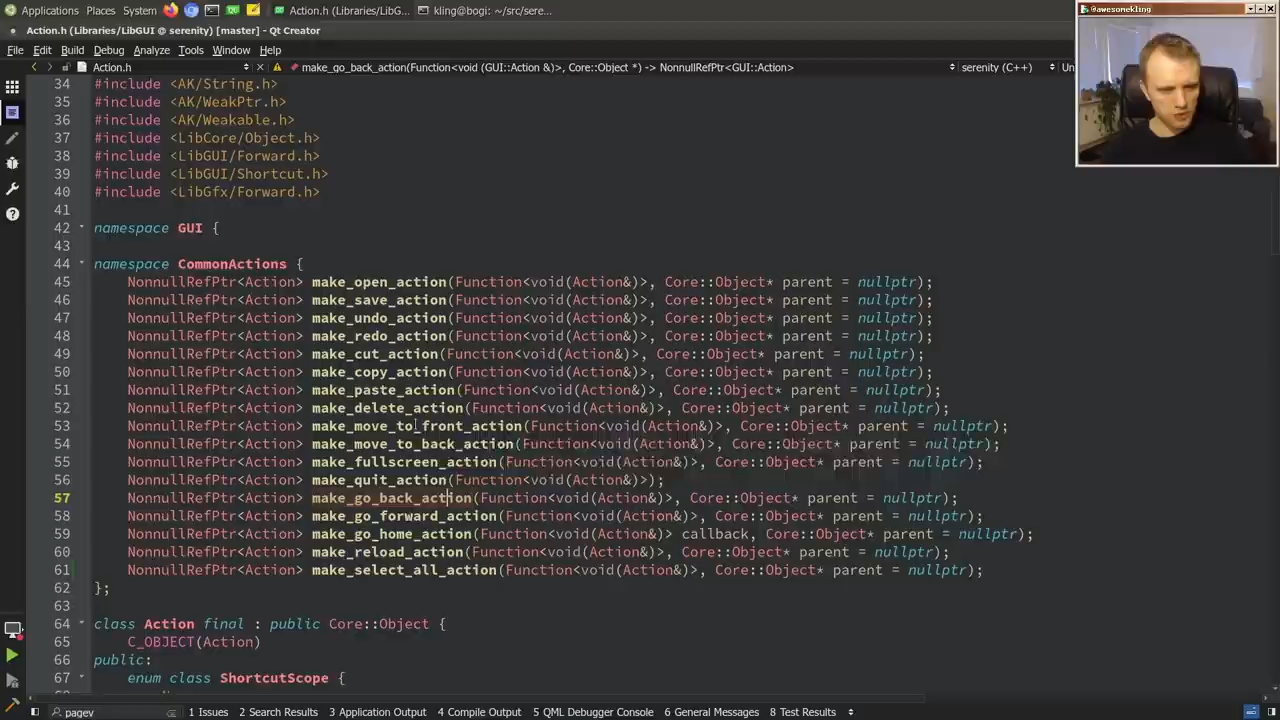 Applications Places System Action.h (Libraries/LibG... kling@bogi: ~/src/sere...
@awesomekling
Action.h (Libraries/LibGUI @ serenity) [master] - Qt Creator
File Edit Build Debug Analyze Tools Window Help
Action.h make_go_back_action(Function<void (GUI::Action &)>, Core::Object *) -> NonnullRefPtr<GUI::Action> serenity (C++) Un
34 #include <AK/String.h>
35 #include <AK/WeakPtr.h>
36 #include <AK/Weakable.h>
37 #include <LibCore/Object.h>
38 #include <LibGUI/Forward.h>
39 #include <LibGUI/Shortcut.h>
40 #include <LibGfx/Forward.h>
41
42 namespace GUI {
43
44 namespace CommonActions {
45 NonnullRefPtr<Action> make_open_action(Function<void(Action&)>, Core::Object* parent = nullptr);
46 NonnullRefPtr<Action> make_save_action(Function<void(Action&)>, Core::Object* parent = nullptr);
47 NonnullRefPtr<Action> make_undo_action(Function<void(Action&)>, Core::Object* parent = nullptr);
48 NonnullRefPtr<Action> make_redo_action(Function<void(Action&)>, Core::Object* parent = nullptr);
49 NonnullRefPtr<Action> make_cut_action(Function<void(Action&)>, Core::Object* parent = nullptr);
50 NonnullRefPtr<Action> make_copy_action(Function<void(Action&)>, Core::Object* parent = nullptr);
51 NonnullRefPtr<Action> make_paste_action(Function<void(Action&)>, Core::Object* parent = nullptr);
52 NonnullRefPtr<Action> make_delete_action(Function<void(Action&)>, Core::Object* parent = nullptr);
53 NonnullRefPtr<Action> make_move_to_front_action(Function<void(Action&)>, Core::Object* parent = nullptr);
54 NonnullRefPtr<Action> make_move_to_back_action(Function<void(Action&)>, Core::Object* parent = nullptr);
55 NonnullRefPtr<Action> make_fullscreen_action(Function<void(Action&)>, Core::Object* parent = nullptr);
56 NonnullRefPtr<Action> make_quit_action(Function<void(Action&)>);
57 NonnullRefPtr<Action> make_go_back_action(Function<void(Action&)>, Core::Object* parent = nullptr);
58 NonnullRefPtr<Action> make_go_forward_action(Function<void(Action&)>, Core::Object* parent = nullptr);
59 NonnullRefPtr<Action> make_go_home_action(Function<void(Action&)> callback, Core::Object* parent = nullptr);
60 NonnullRefPtr<Action> make_reload_action(Function<void(Action&)>, Core::Object* parent = nullptr);
61 NonnullRefPtr<Action> make_select_all_action(Function<void(Action&)>, Core::Object* parent = nullptr);
62 };
63
64 class Action final : public Core::Object {
65 C_OBJECT(Action)
66 public:
67 enum class ShortcutScope {
pagev 1 Issues 2 Search Results 3 Application Output 4 Compile Output 5 QML Debugger Console 6 General Messages 8 Test Results